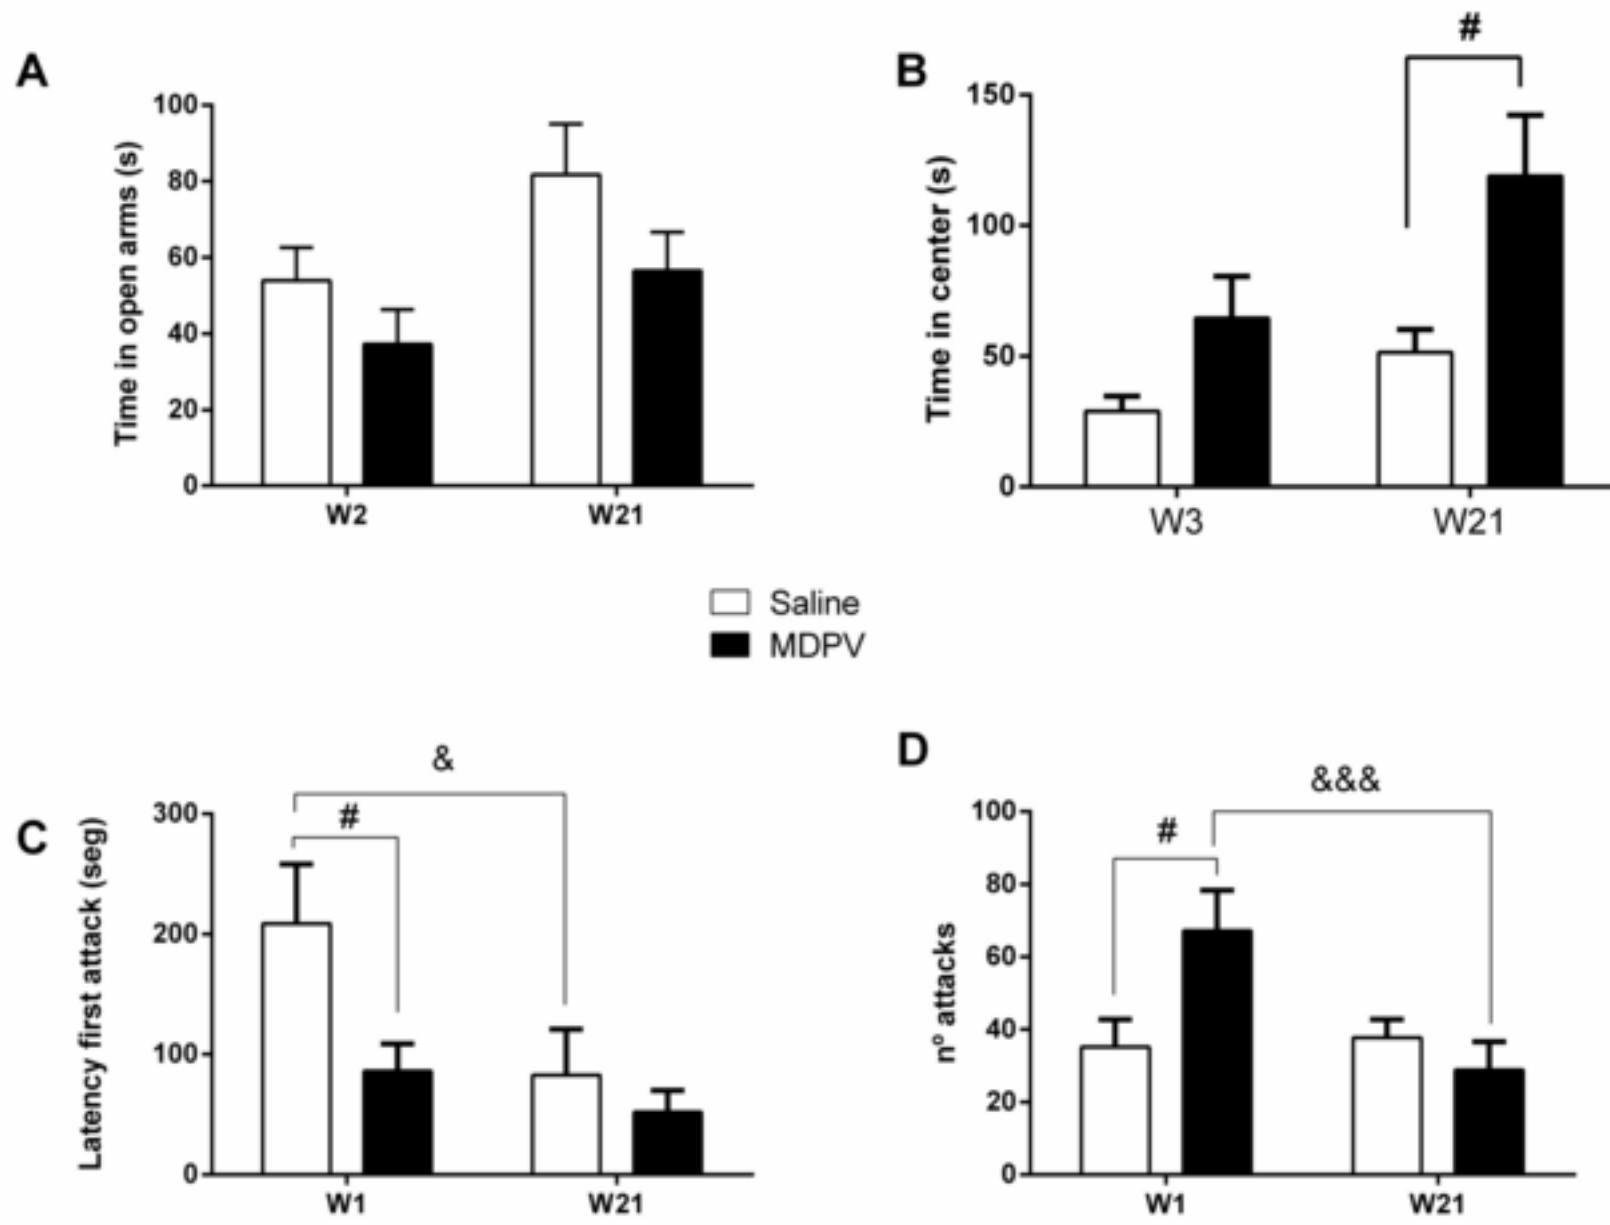 A
Time in open arms (s)
100
80
60
40
20
0
W2
W21
B
#
Time in center (s)
150
100
50
0
W3
W21
Saline
MDPV
C
&
#
Latency first attack (seg)
300
200
100
0
W1
W21
D
&&&
#
nº attacks
100
80
60
40
20
0
W1
W21